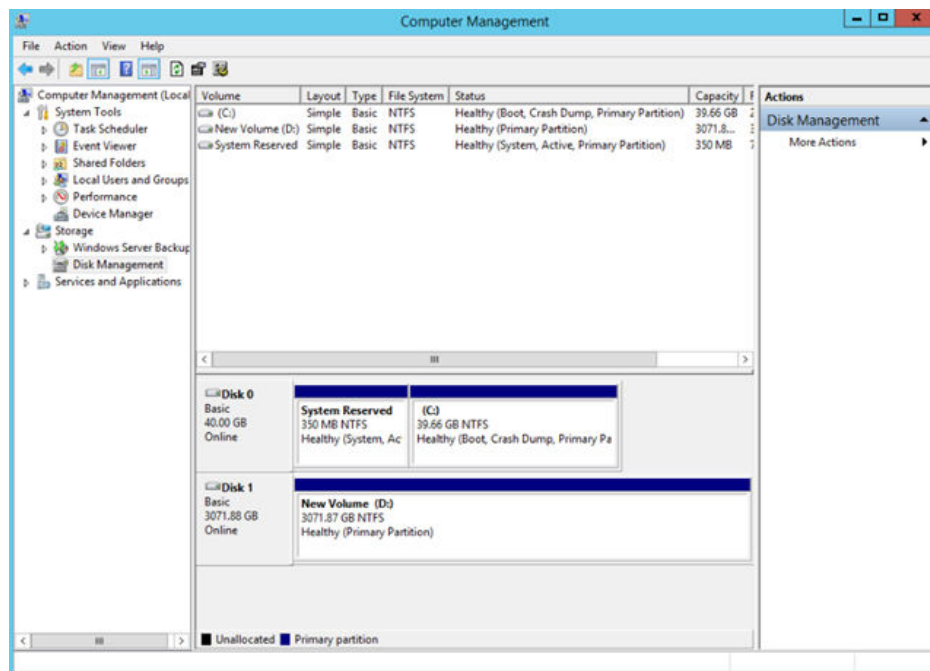 Computer Management
File Action View Help
Computer Management (Local
System Tools
Task Scheduler
Event Viewer
Shared Folders
Local Users and Groups
Performance
Device Manager
Storage
Windows Server Backup
Disk Management
Services and Applications
Volume Layout Type File System Status Capacity F
(C:) Simple Basic NTFS Healthy (Boot, Crash Dump, Primary Partition) 39.66 GB
New Volume (D:) Simple Basic NTFS Healthy (Primary Partition) 3071.8...
System Reserved Simple Basic NTFS Healthy (System, Active, Primary Partition) 350 MB
Disk 0
Basic
40.00 GB
Online
System Reserved
350 MB NTFS
Healthy (System, Ac
(C:)
39.66 GB NTFS
Healthy (Boot, Crash Dump, Primary Pa
Disk 1
Basic
3071.88 GB
Online
New Volume (D:)
3071.87 GB NTFS
Healthy (Primary Partition)
Unallocated Primary partition
Actions
Disk Management
More Actions